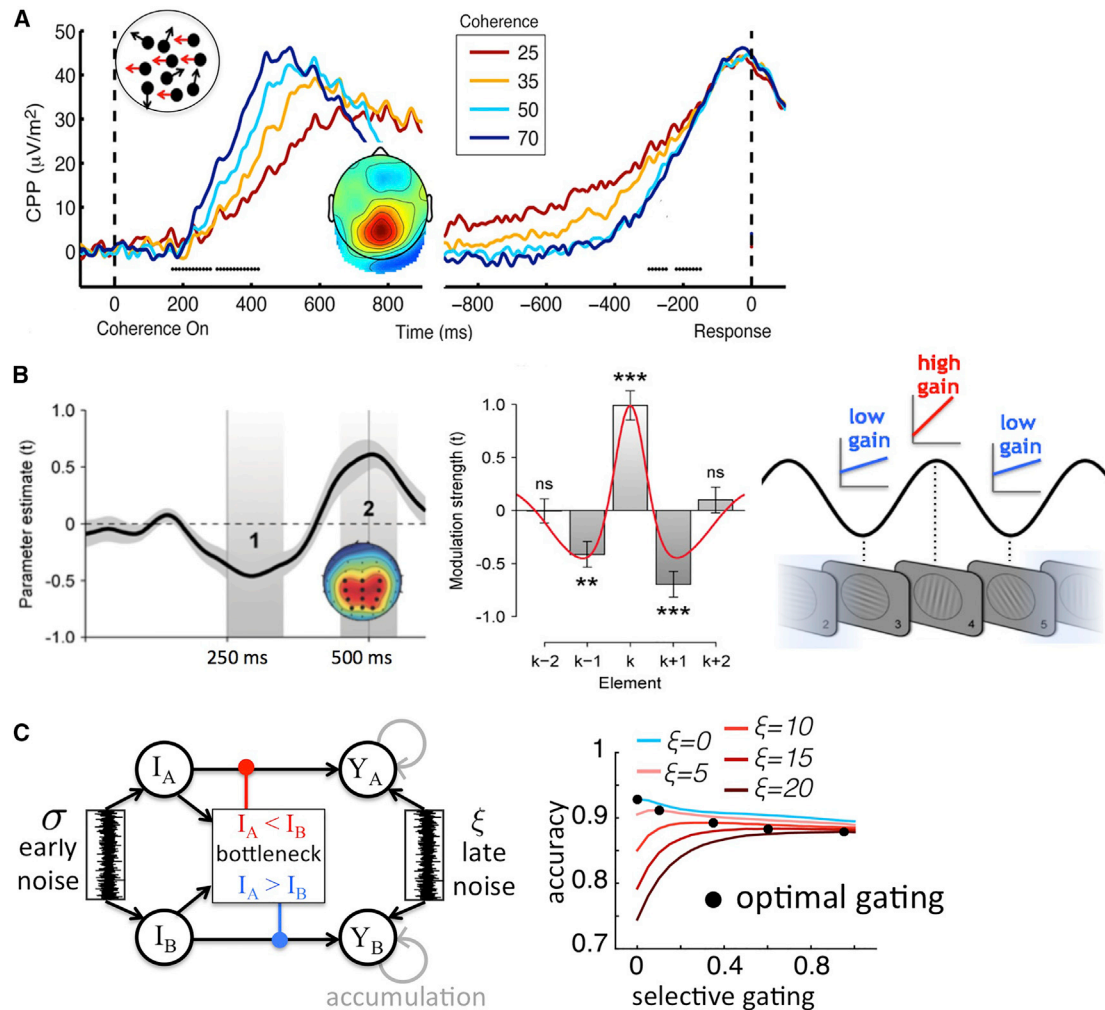 A
50
40
30
20
10
0
CPP (μV/m2)
0 200 400 600 800
Coherence On
Time (ms)
Coherence
25
35
50
70
−800 −600 −400 −200 0
Response
B
1.0
0.5
0
-0.5
-1.0
Parameter estimate (t)
1
2
250 ms
500 ms
1.0
0.5
0
-0.5
-1.0
Modulation strength (t)
ns
**
***
***
ns
k−2 k−1 k k+1 k+2
Element
low
gain
high
gain
low
gain
2
3
4
5
C
σ
early
noise
I_A
I_B
I_A < I_B
bottleneck
I_A > I_B
Y_A
Y_B
ξ
late
noise
accumulation
1
0.9
0.8
0.7
accuracy
ξ=0
ξ=5
ξ=10
ξ=15
ξ=20
optimal gating
0 0.4 0.8
selective gating